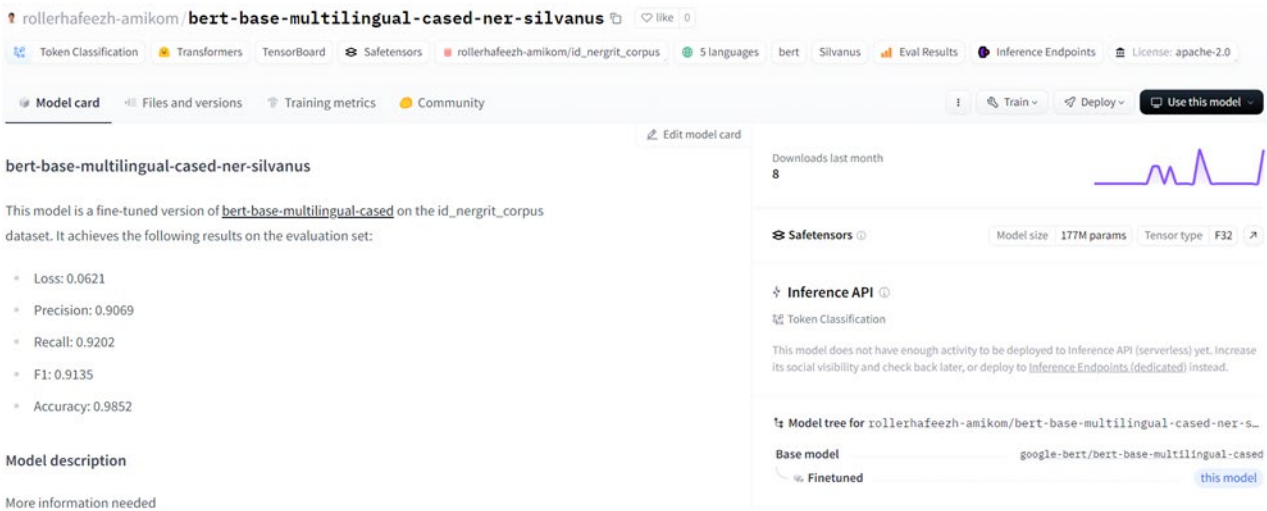 rollerhafeezh-amikom/bert-base-multilingual-cased-ner-silvanus like 0
Token Classification Transformers TensorBoard Safetensors rollerhafeezh-amikom/id_nergrit_corpus 5 languages bert Silvanus Eval Results Inference Endpoints License: apache-2.0
Model card Files and versions Training metrics Community Train Deploy Use this model
Edit model card
bert-base-multilingual-cased-ner-silvanus
This model is a fine-tuned version of bert-base-multilingual-cased on the id_nergrit_corpus
dataset. It achieves the following results on the evaluation set:
Loss: 0.0621
Precision: 0.9069
Recall: 0.9202
F1: 0.9135
Accuracy: 0.9852
Model description
More information needed
Downloads last month
8
Safetensors Model size 177M params Tensor type F32
Inference API
Token Classification
This model does not have enough activity to be deployed to Inference API (serverless) yet. Increase
its social visibility and check back later, or deploy to Inference Endpoints (dedicated) instead.
Model tree for rollerhafeezh-amikom/bert-base-multilingual-cased-ner-s…
Base model google-bert/bert-base-multilingual-cased
Finetuned this model